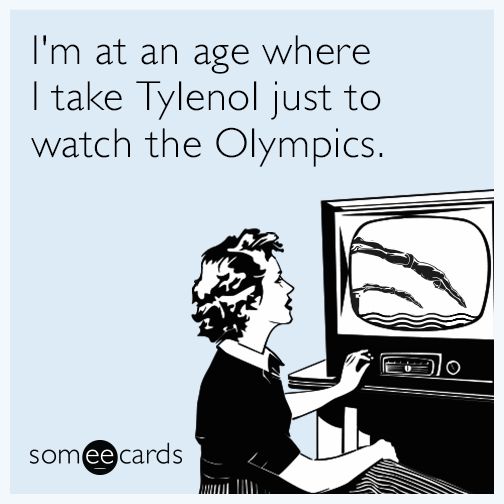 I'm at an age where
I take Tylenol just to
watch the Olympics.
someecards